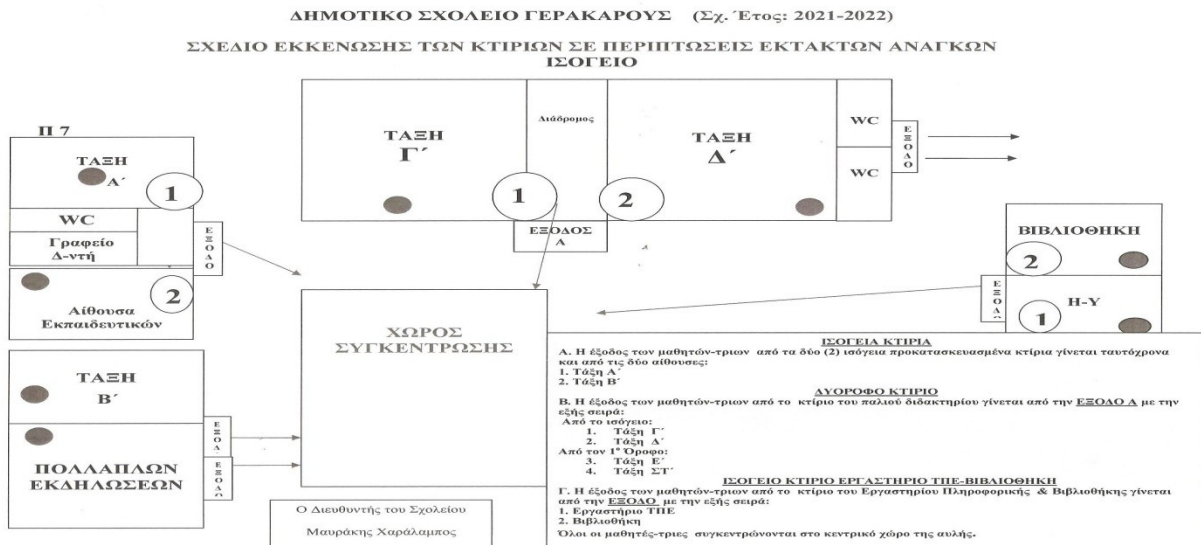 ΔΗΜΟΤΙΚΟ ΣΧΟΛΕΙΟ ΓΕΡΑΚΑΡΟΥΣ (Σχ. Έτος: 2021-2022)
ΣΧΕΔΙΟ ΕΚΚΕΝΩΣΗΣ ΤΩΝ ΚΤΙΡΙΩΝ ΣΕ ΠΕΡΙΠΤΩΣΕΙΣ ΕΚΤΑΚΤΩΝ ΑΝΑΓΚΩΝ
ΙΣΟΓΕΙΟ
Π 7
ΤΑΞΗ
Α΄
1
WC
Γραφείο
Δ-ντή
ΕΞΟΔΟ
2
Αίθουσα
Εκπαιδευτικών
ΤΑΞΗ
Β΄
ΕΞΟΔ
ΠΟΛΛΑΠΛΩΝ
ΕΚΔΗΛΩΣΕΩΝ
ΕΞΟΔΟ
ΤΑΞΗ
Γ΄
1
Διάδρομος
ΕΞΟΔΟΣ
Α
ΤΑΞΗ
Δ΄
2
WC
WC
ΕΞΟΔΟ
ΒΙΒΛΙΟΘΗΚΗ
2
ΕΞΟΔΟ
Η-Υ
1
ΧΩΡΟΣ
ΣΥΓΚΕΝΤΡΩΣΗΣ
Ο Διευθυντής του Σχολείου
Μαυράκης Χαράλαμπος
ΙΣΟΓΕΙΑ ΚΤΙΡΙΑ
Α. Η έξοδος των μαθητών-τριων από τα δύο (2) ισόγεια προκατασκευασμένα κτίρια γίνεται ταυτόχρονα
και από τις δύο αίθουσες:
1. Τάξη Α΄
2. Τάξη Β΄
ΔΥΟΡΟΦΟ ΚΤΙΡΙΟ
Β. Η έξοδος των μαθητών-τριων από το κτίριο του παλιού διδακτηρίου γίνεται από την ΕΞΟΔΟ Α με την
εξής σειρά:
Από το ισόγειο:
1. Τάξη Γ΄
2. Τάξη Δ΄
Από τον 1° Όροφο:
3. Τάξη Ε΄
4. Τάξη ΣΤ΄
ΙΣΟΓΕΙΟ ΚΤΙΡΙΟ ΕΡΓΑΣΤΗΡΙΟ ΤΠΕ-ΒΙΒΛΙΟΘΗΚΗ
Γ. Η έξοδος των μαθητών-τριων από το κτίριο του Εργαστηρίου Πληροφορικής & Βιβλιοθήκης γίνεται
από την ΕΞΟΔΟ με την εξής σειρά:
1. Εργαστήριο ΤΠΕ
2. Βιβλιοθήκη
Όλοι οι μαθητές-τριες συγκεντρώνονται στο κεντρικό χώρο της αυλής.